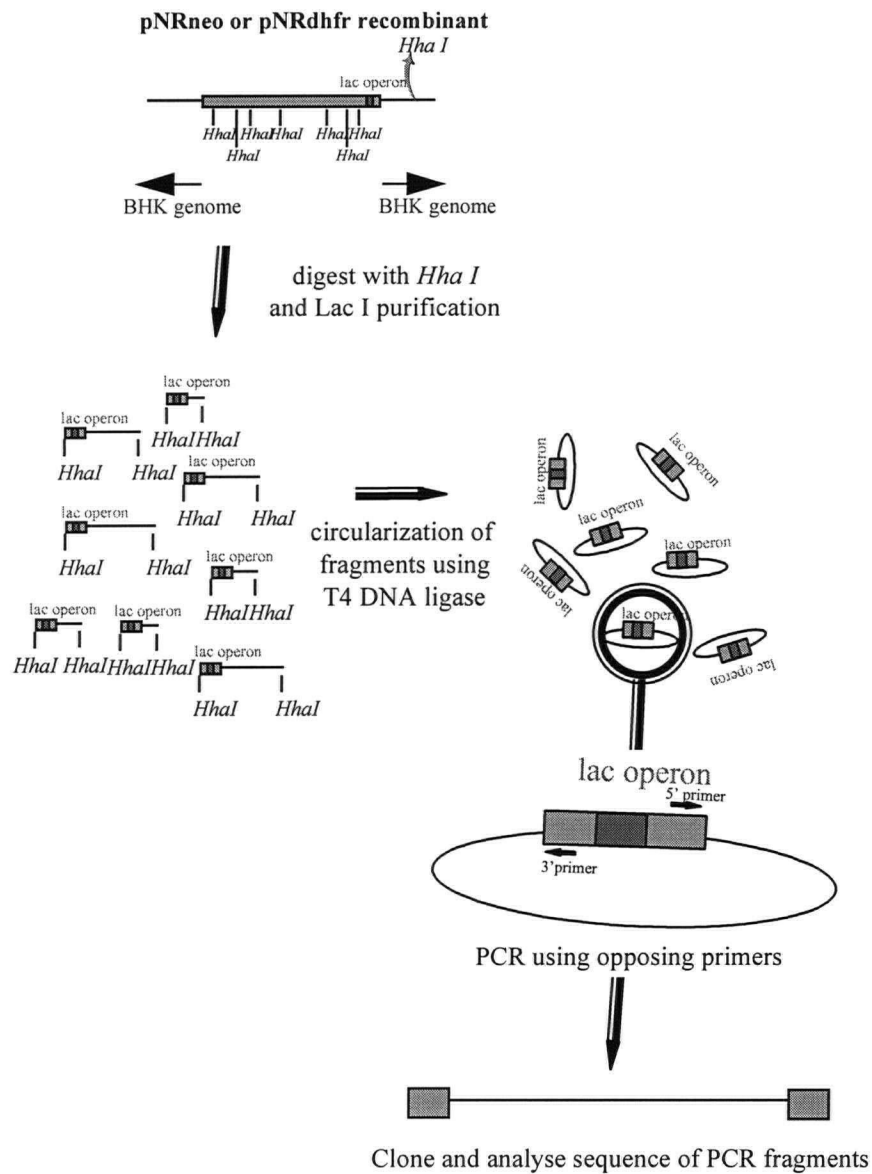 pNRneo or pNRdhfr recombinant
Hha I
lac operon
HhaI HhaI HhaI HhaI HhaI
HhaI HhaI
BHK genome
BHK genome
digest with Hha I
and Lac I purification
lac operon
HhaI HhaI
lac operon
HhaI HhaI
lac operon
HhaI HhaI
lac operon
HhaI HhaI
lac operon
HhaI HhaI
lac operon
HhaI HhaI
lac operon
HhaI HhaI
lac operon
HhaI HhaI
circularization of
fragments using
T4 DNA ligase
lac operon
lac operon
lac operon
lac operon
lac operon
lac operon
lac operon
lac operon
5' primer
3'primer
PCR using opposing primers
Clone and analyse sequence of PCR fragments